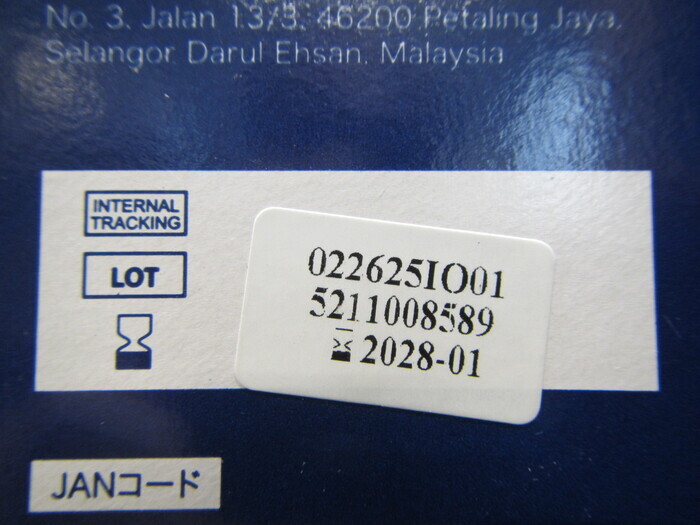 No. 3, Jalan 13/3, 46200 Petaling Jaya,
Selangor Darul Ehsan, Malaysia
INTERNAL
TRACKING
LOT
022625IO01
5211008589
2028-01
JANコード